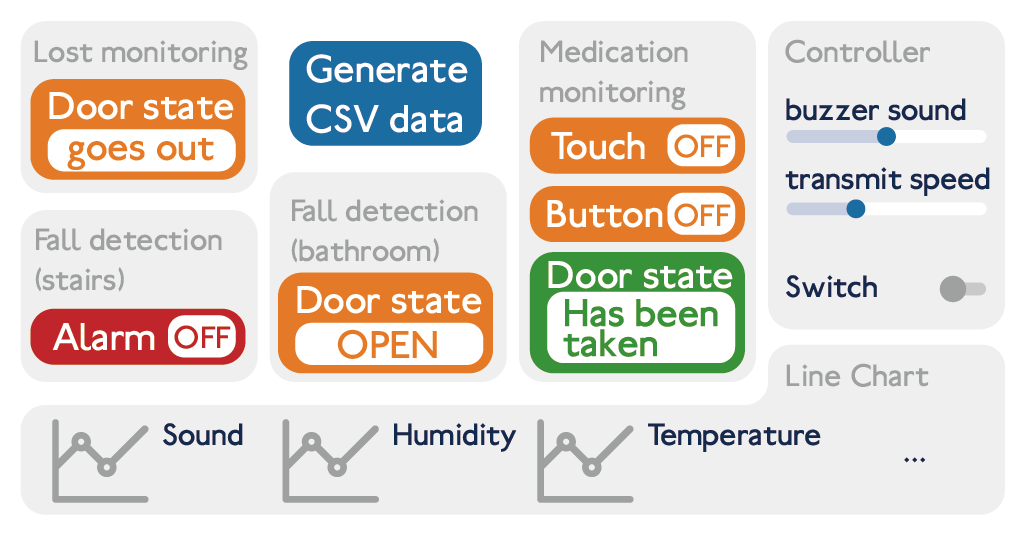 Lost monitoring
Door state
goes out
Generate
CSV data
Medication
monitoring
Touch OFF
Button OFF
Door state
Has been
taken
Controller
buzzer sound
transmit speed
Switch
Fall detection
(stairs)
Alarm OFF
Fall detection
(bathroom)
Door state
OPEN
Line Chart
Sound
Humidity
Temperature
...